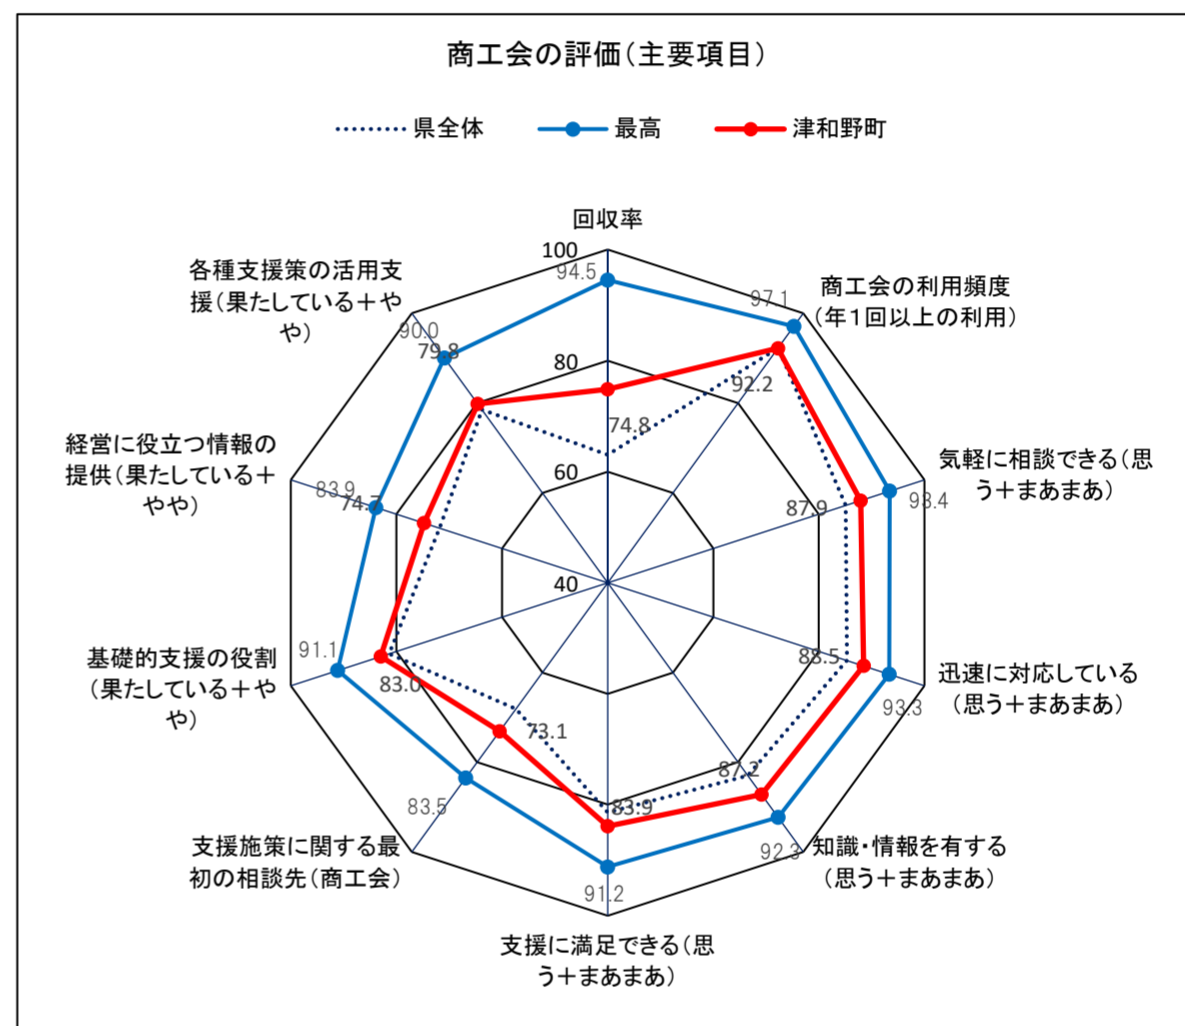 商工会の評価(主要項目)
県全体
最高
津和野町
回収率
100
94.5
80
74.8
60
40
商工会の利用頻度
(年1回以上の利用)
97.1
92.2
気軽に相談できる(思
う+まあまあ)
93.4
87.9
迅速に対応している
(思う+まあまあ)
93.3
88.5
知識・情報を有する
(思う+まあまあ)
92.3
87.2
支援に満足できる(思
う+まあまあ)
91.2
83.9
支援施策に関する最
初の相談先(商工会)
83.5
73.1
基礎的支援の役割
(果たしている+や
や)
91.1
83.0
経営に役立つ情報の
提供(果たしている+
やや)
83.9
74.7
各種支援策の活用支
援(果たしている+や
や)
90.0
79.8